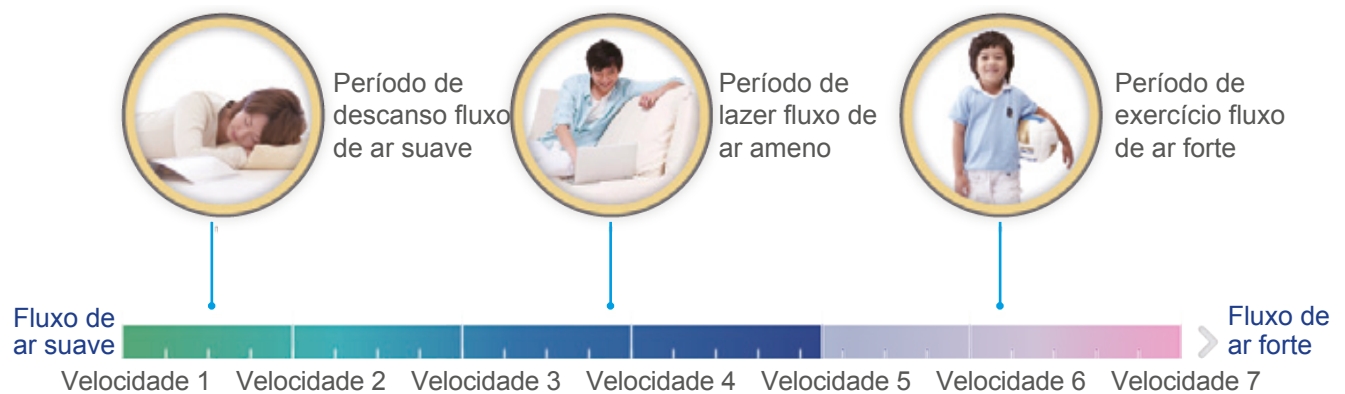 Período de
descanso fluxo
de ar suave
Período de
lazer fluxo de
ar ameno
Período de
exercício fluxo
de ar forte
Fluxo de
ar suave
Fluxo de
ar forte
Velocidade 1 Velocidade 2 Velocidade 3 Velocidade 4 Velocidade 5 Velocidade 6 Velocidade 7